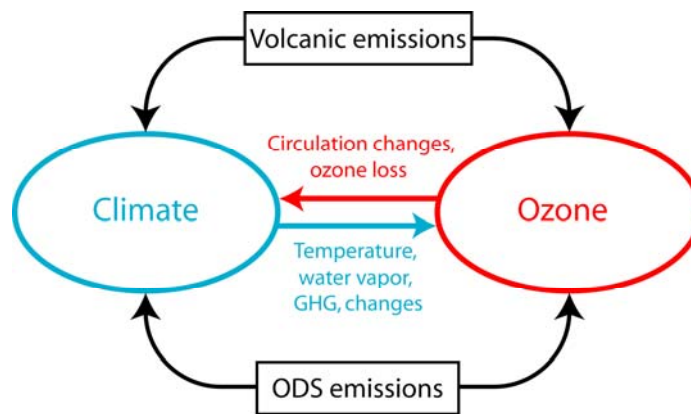 Volcanic emissions
Circulation changes,
ozone loss
Climate
Ozone
Temperature,
water vapor,
GHG, changes
ODS emissions